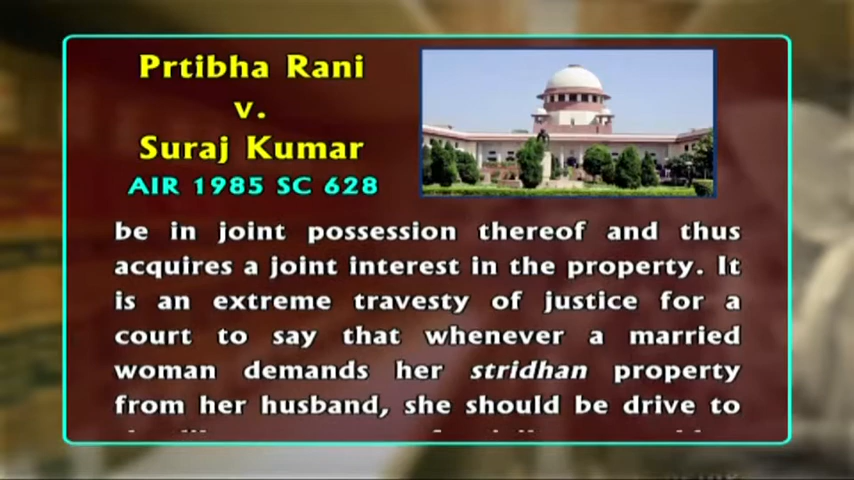 Prtibha Rani
v.
Suraj Kumar
AIR 1985 SC 628
be in joint possession thereof and thus
acquires a joint interest in the property. It
is an extreme travesty of justice for a
court to say that whenever a married
woman demands her stridhan property
from her husband, she should be drive to